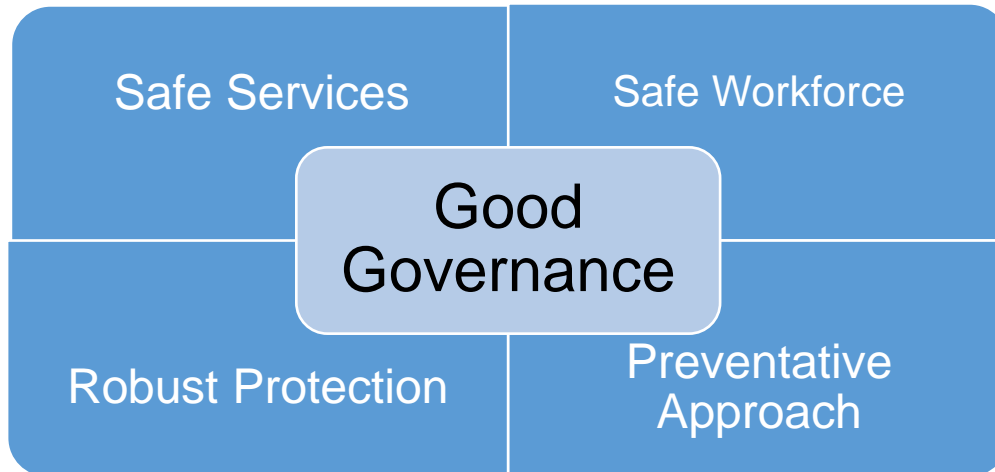 Safe Services
Safe Workforce
Good
Governance
Robust Protection
Preventative
Approach